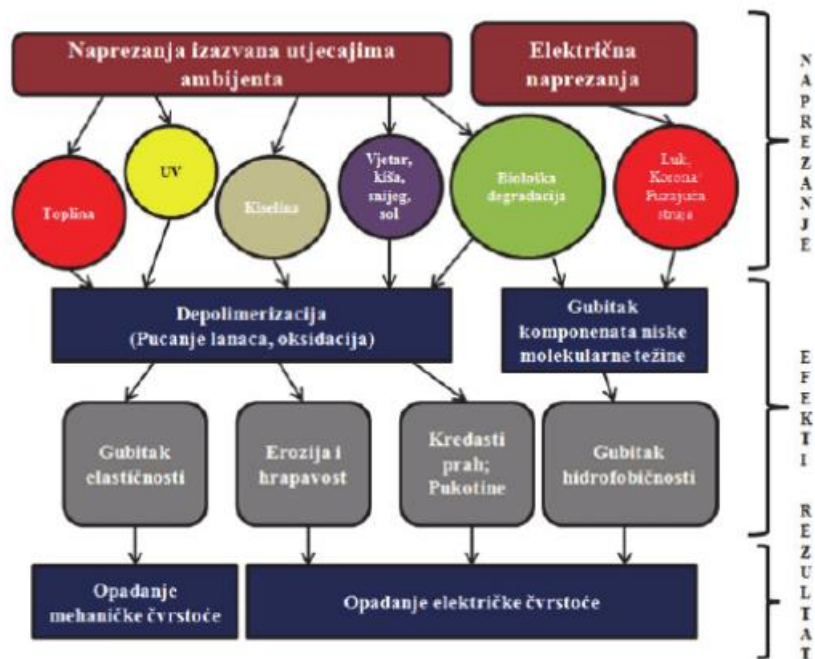 Naprezanja izazvana utjecajima
ambijenta
Električna
naprezanja
Toplina
UV
Kiselina
Vjetar,
kiša,
snijeg,
sol
Biološka
degradacija
Luk,
Korona/
Puzajuća
struja
NAPREZANJE
Depolimerizacija
(Pucanje lanaca, oksidacija)
Gubitak
komponenata niske
molekularne težine
Gubitak
elastičnosti
Erozija i
hrapavost
Kredasti
prah;
Pukotine
Gubitak
hidrofobičnosti
EFEKTI
Opadanje
mehaničke čvrstoće
Opadanje električke čvrstoće
REZULTAT